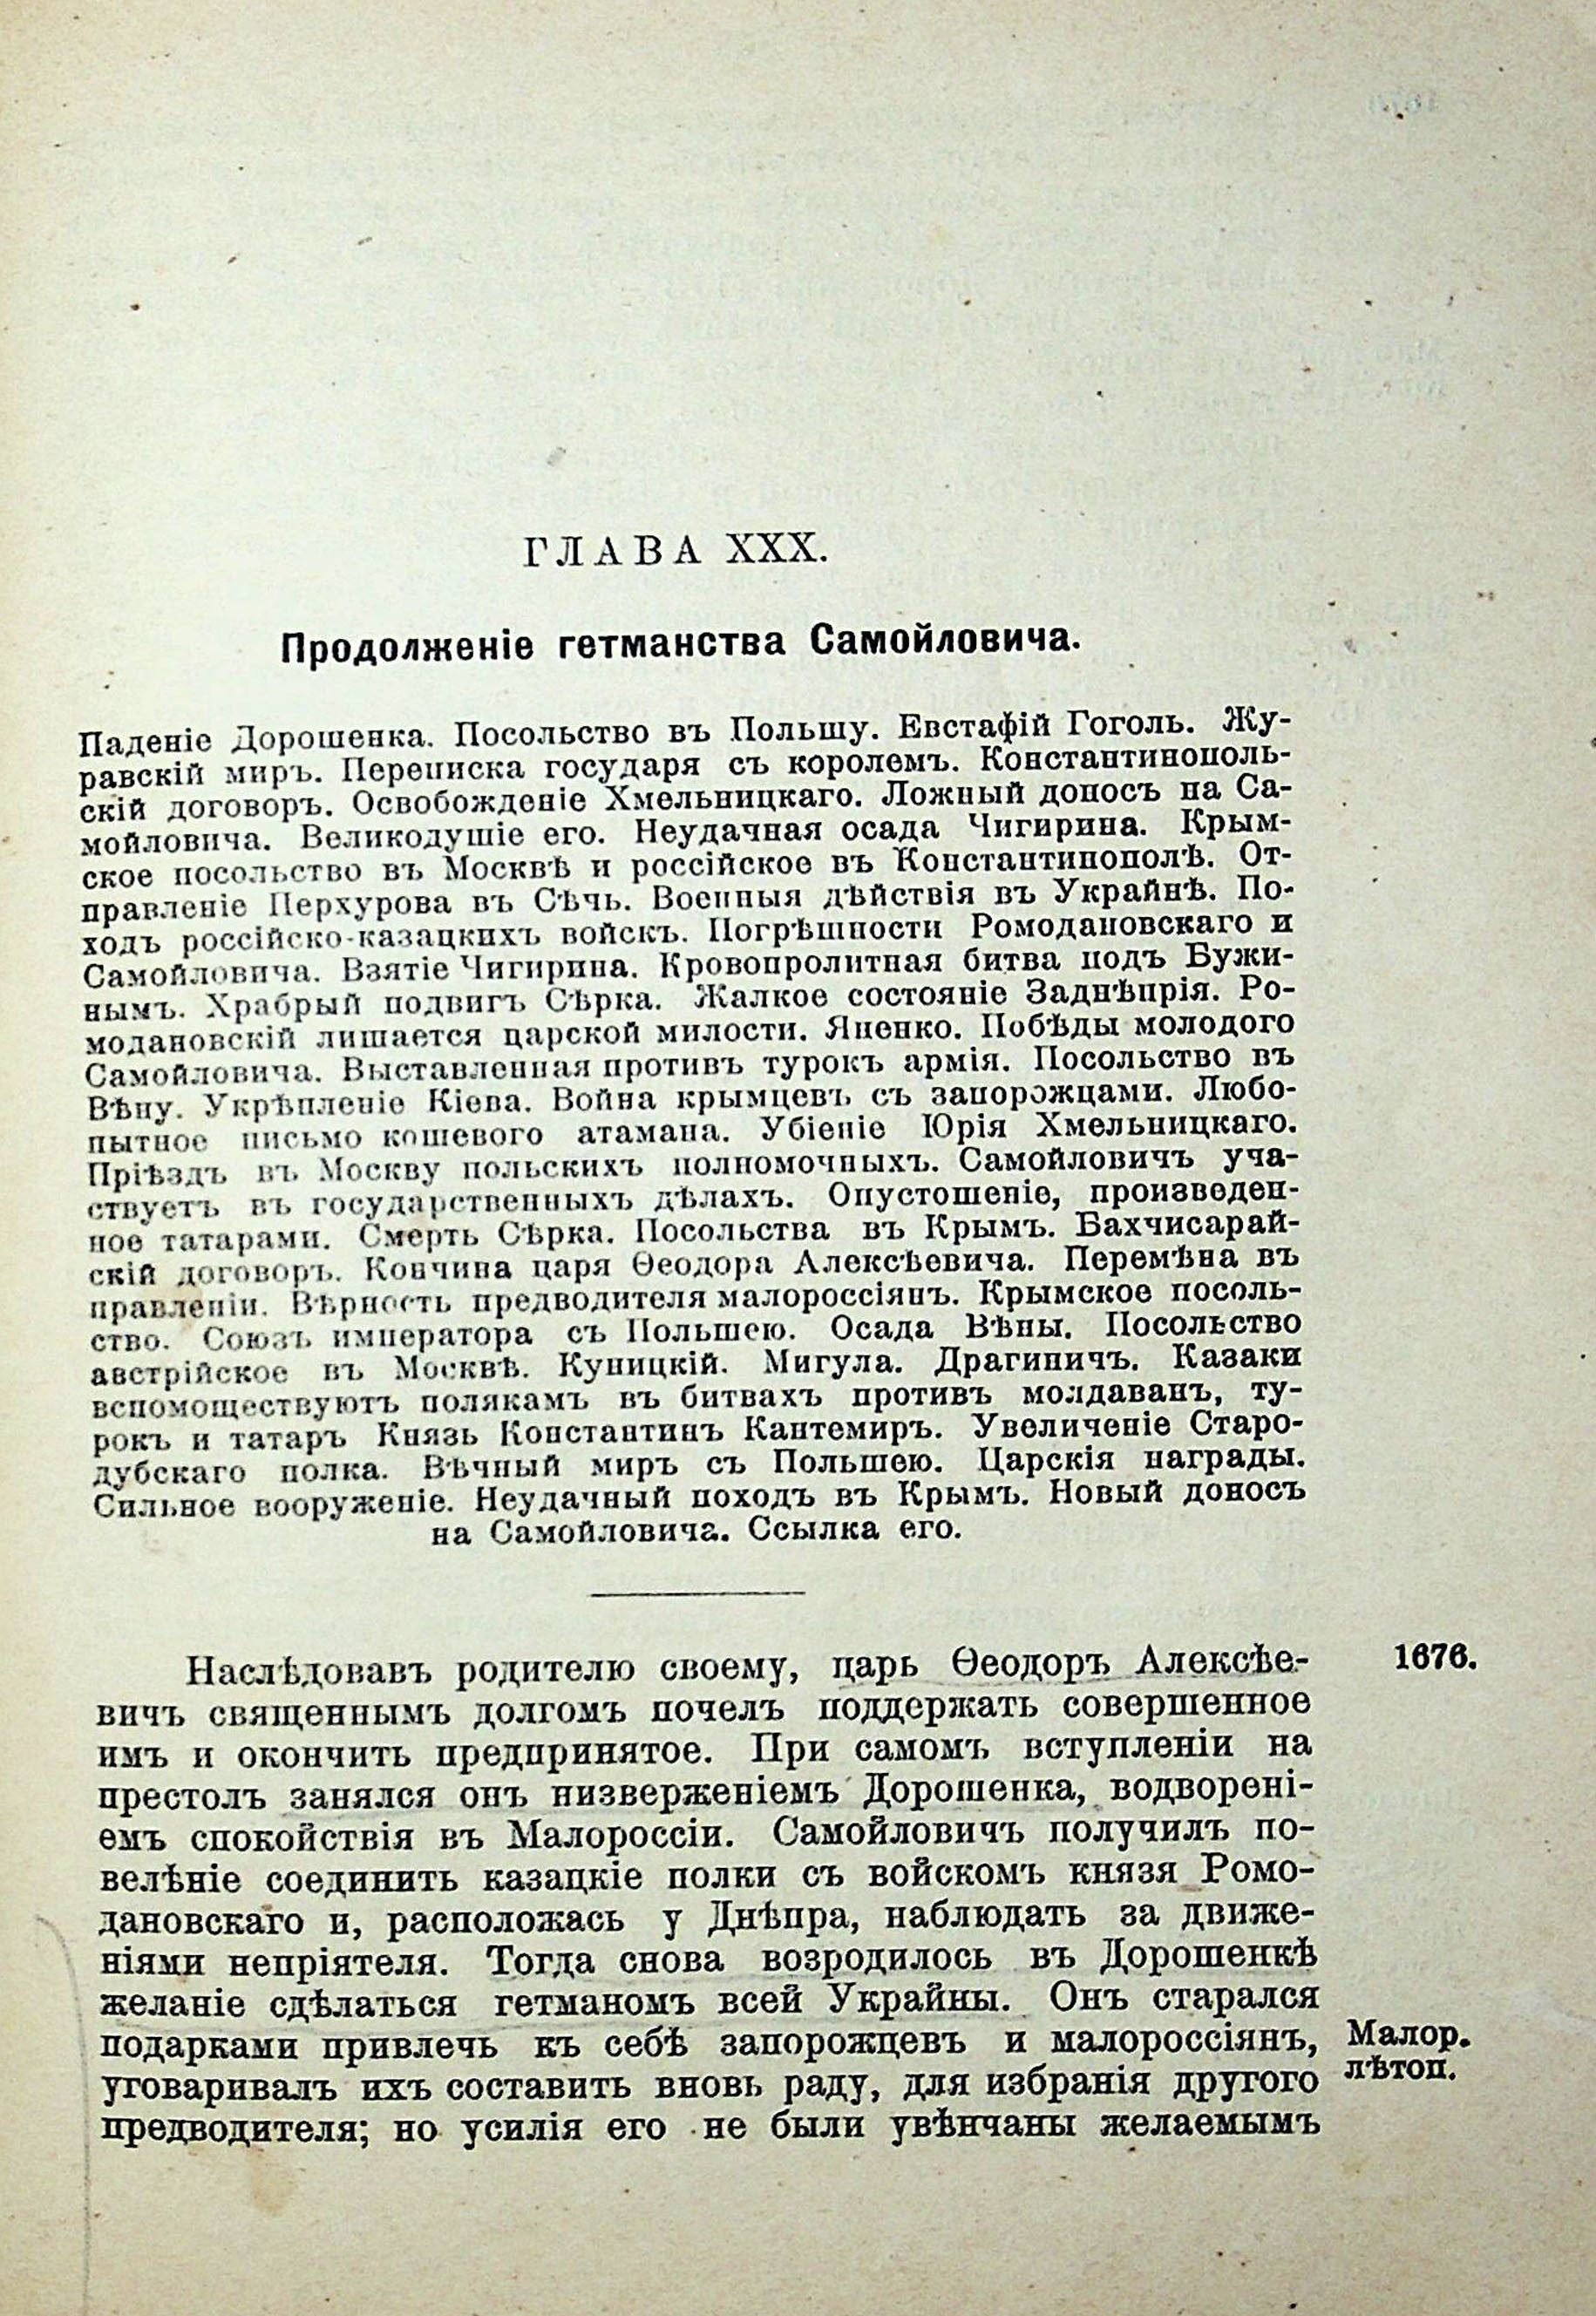 ГЛАВА XXX.
Продолженіе гетманства Самойловича.
Паденіе Дорошенка. Посольство въ Польшу. Евстафій Гоголь. Жу-
равскій миръ. Переписка государя съ королемъ. Константинополь-
скій договоръ. Освобожденіе Хмельницкаго. Ложный доносъ на Са-
мойловича. Великодушіе его. Неудачная осада Чигирина. Крым-
ское посольство въ Москвѣ и россійское въ Константинополѣ. От-
правленіе Перхурова въ Сѣчь. Военныя дѣйствія въ Украйнѣ. По-
ходъ россійско-казацкихъ войскъ. Погрѣшности Ромодановскаго и
Самойловича. Взятіе Чигирина. Кровопролитная битва подъ Бужи-
нымъ. Храбрый подвигъ Сѣрка. Жалкое состояніе Заднѣпрія. Ро-
модановскій лишается царской милости. Яненко. Побѣды молодого
Самойловича. Выставленная противъ турокъ армія. Посольство въ
Вѣну. Укрѣпленіе Кіева. Война крымцевъ съ запорожцами. Любо-
пытное письмо кошевого атамана. Убіеніе Юрія Хмельницкаго.
Пріѣздъ въ Москву польскихъ полномочныхъ. Самойловичъ уча-
ствуетъ въ государственныхъ дѣлахъ. Опустошеніе, произведен-
ное татарами. Смерть Сѣрка. Посольства въ Крымъ. Бахчисарай-
скій договоръ. Кончина царя Ѳеодора Алексѣевича. Перемѣна въ
правленіи. Вѣрность предводителя малороссіянъ. Крымское посоль-
ство. Союзъ императора съ Польшею. Осада Вѣны. Посольство
австрійское въ Москвѣ. Куницкій. Мигула. Драгиничъ. Казаки
вспомоществуютъ полякамъ въ битвахъ противъ молдаванъ, ту-
рокъ и татаръ Князь Константинъ Кантемиръ. Увеличеніе Старо-
дубскаго полка. Вѣчный миръ съ Польшею. Царскія награды.
Сильное вооруженіе. Неудачный походъ въ Крымъ. Новый доносъ
на Самойловича. Ссылка его.
Наслѣдовавъ родителю своему, царь Ѳеодоръ Алексѣе- 1676.
вичъ священнымъ долгомъ почелъ поддержать совершенное
имъ и окончить предпринятое. При самомъ вступленіи на
престолъ занялся онъ низверженіемъ Дорошенка, водворені-
емъ спокойствія въ Малороссіи. Самойловичъ получилъ по-
велѣніе соединить казацкіе полки съ войскомъ князя Ромо-
дановскаго и, расположась у Днѣпра, наблюдать за движе-
ніями непріятеля. Тогда снова возродилось въ Дорошенкѣ
желаніе сдѣлаться гетманомъ всей Украйны. Онъ старался
подарками привлечь къ себѣ запорожцевъ и малороссіянъ, Малор.
уговаривалъ ихъ составить вновь раду, для избранія другого лѣтоп.
предводителя; но усилія его не были увѣнчаны желаемымъ